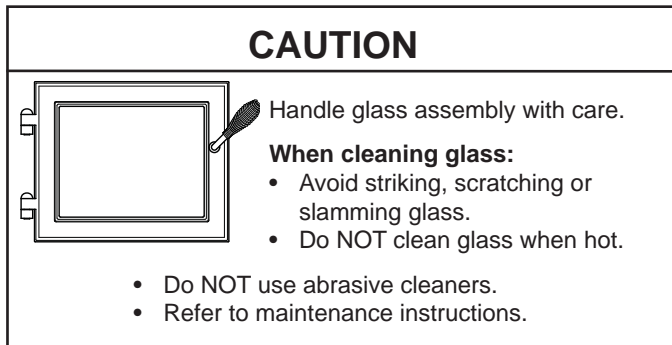 CAUTION
Handle glass assembly with care.
When cleaning glass:
• Avoid striking, scratching or
slamming glass.
• Do NOT clean glass when hot.
• Do NOT use abrasive cleaners.
• Refer to maintenance instructions.